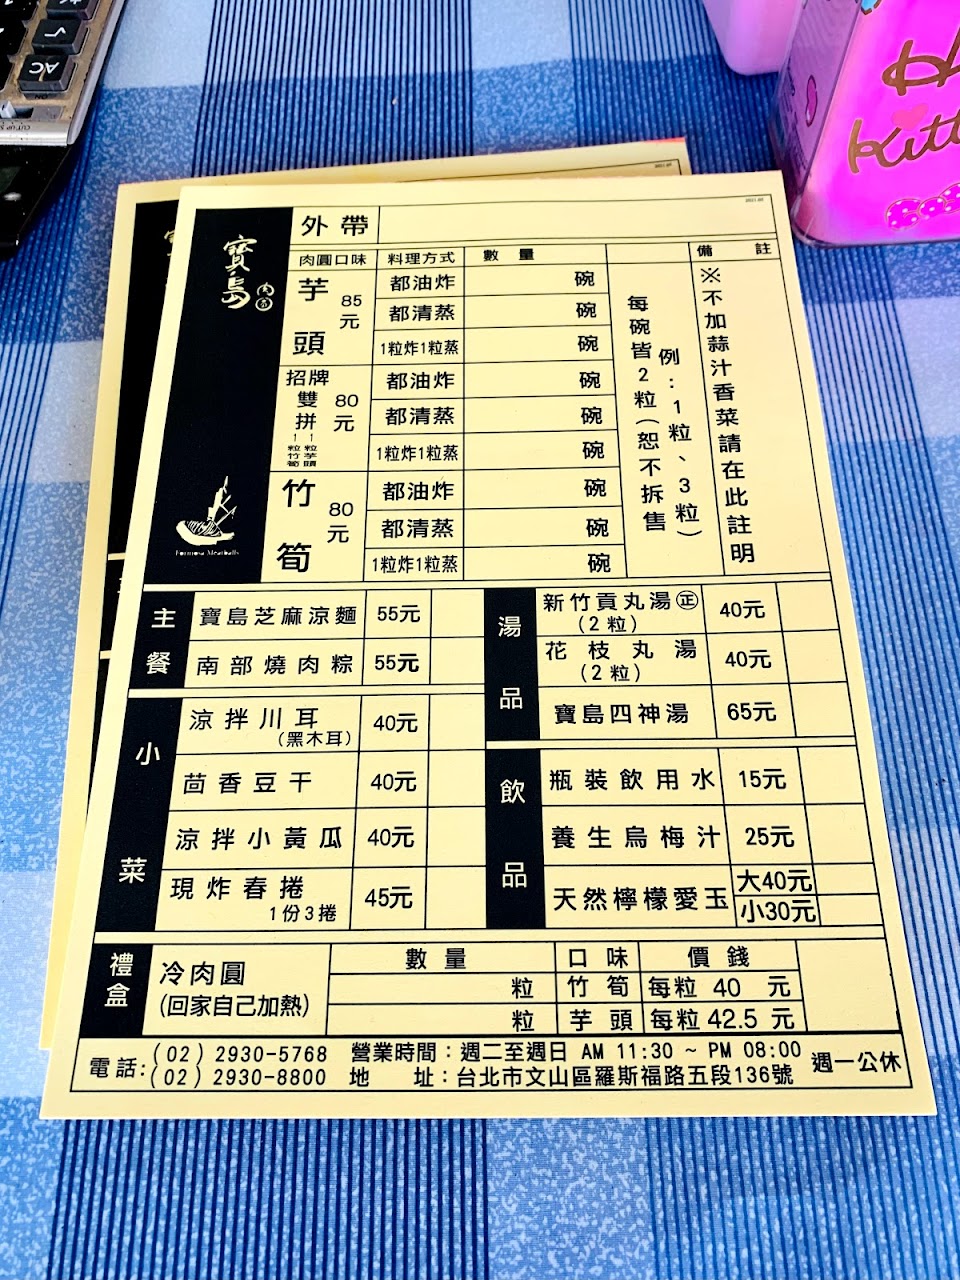 AC
Kitty
2021.07
寶島肉圓
Formosa Meatballs
外帶
肉圓口味 料理方式 數量 備註
芋頭 85元
都油炸 碗
都清蒸 碗
1粒炸1粒蒸 碗
招牌雙拼 80元
1粒竹筍 1粒芋頭
都油炸 碗
都清蒸 碗
1粒炸1粒蒸 碗
竹筍 80元
都油炸 碗
都清蒸 碗
1粒炸1粒蒸 碗
每碗皆2粒(恕不拆售
例:1粒、3粒)
※不加蒜汁香菜請在此註明
主餐
寶島芝麻涼麵 55元
南部燒肉粽 55元
小菜
涼拌川耳 40元
(黑木耳)
茴香豆干 40元
涼拌小黃瓜 40元
現炸春捲 45元
1份3捲
湯品
新竹貢丸湯㊣ 40元
(2粒)
花枝丸湯 40元
(2粒)
寶島四神湯 65元
飲品
瓶裝飲用水 15元
養生烏梅汁 25元
天然檸檬愛玉 大40元
小30元
禮盒
冷肉圓
(回家自己加熱)
數量 口味 價錢
粒 竹筍 每粒 40 元
粒 芋頭 每粒 42.5 元
電話:(02) 2930-5768
(02) 2930-8800
營業時間:週二至週日 AM 11:30 ~ PM 08:00
地址:台北市文山區羅斯福路五段136號
週一公休